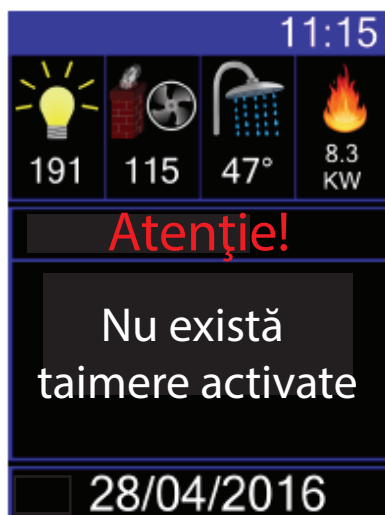 11:15
191 115 47° 8.3
KW
Atenţie!
Nu există
taimere activate
28/04/2016